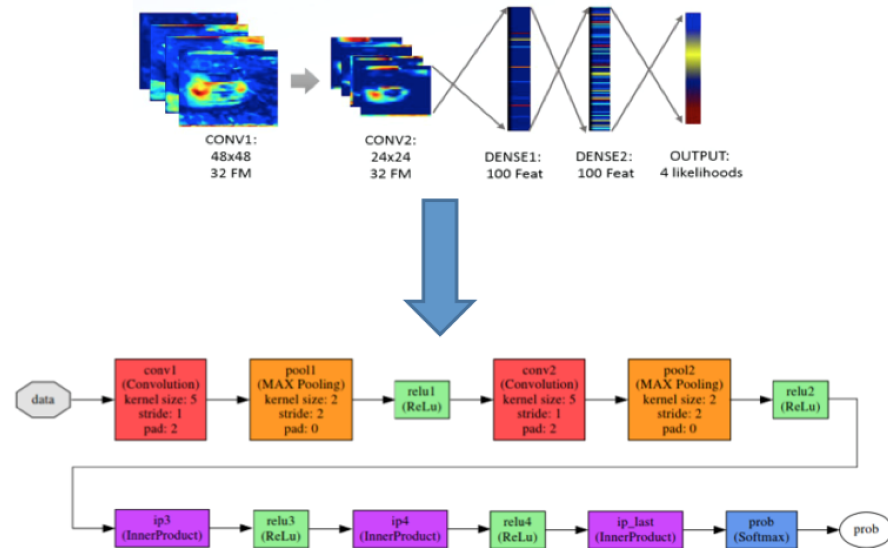 CONV1:
48x48
32 FM
CONV2:
24x24
32 FM
DENSE1:
100 Feat
DENSE2:
100 Feat
OUTPUT:
4 likelihoods
data
conv1
(Convolution)
kernel size: 5
stride: 1
pad: 2
pool1
(MAX Pooling)
kernel size: 2
stride: 2
pad: 0
relu1
(ReLu)
conv2
(Convolution)
kernel size: 5
stride: 1
pad: 2
pool2
(MAX Pooling)
kernel size: 2
stride: 2
pad: 0
relu2
(ReLu)
ip3
(InnerProduct)
relu3
(ReLu)
ip4
(InnerProduct)
relu4
(ReLu)
ip_last
(InnerProduct)
prob
(Softmax)
prob